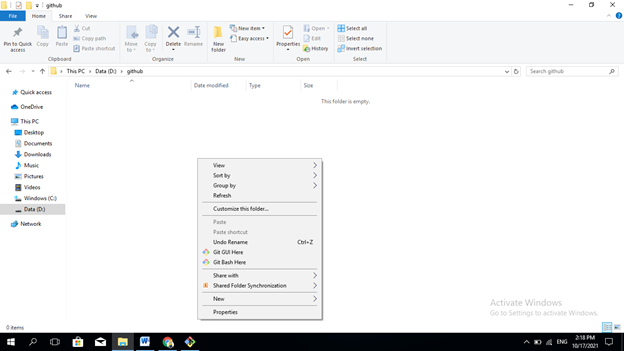 github
File Home Share View
Pin to Quick access
Copy
Paste
Cut
Copy path
Paste shortcut
Clipboard
Move to
Copy to
Delete
Rename
Organize
New folder
New item
Easy access
New
Properties
Open
Edit
History
Open
Select all
Select none
Invert selection
Select
This PC > Data (D:) > github
Search github
Name Date modified Type Size
This folder is empty.
Quick access
OneDrive
This PC
Desktop
Documents
Downloads
Music
Pictures
Videos
Windows (C:)
Data (D:)
Network
View
Sort by
Group by
Refresh
Customize this folder...
Paste
Paste shortcut
Undo Rename Ctrl+Z
Git GUI Here
Git Bash Here
Share with
Shared Folder Synchronization
New
Properties
Activate Windows
Go to Settings to activate Windows.
0 items
ENG
2:18 PM
10/17/2021